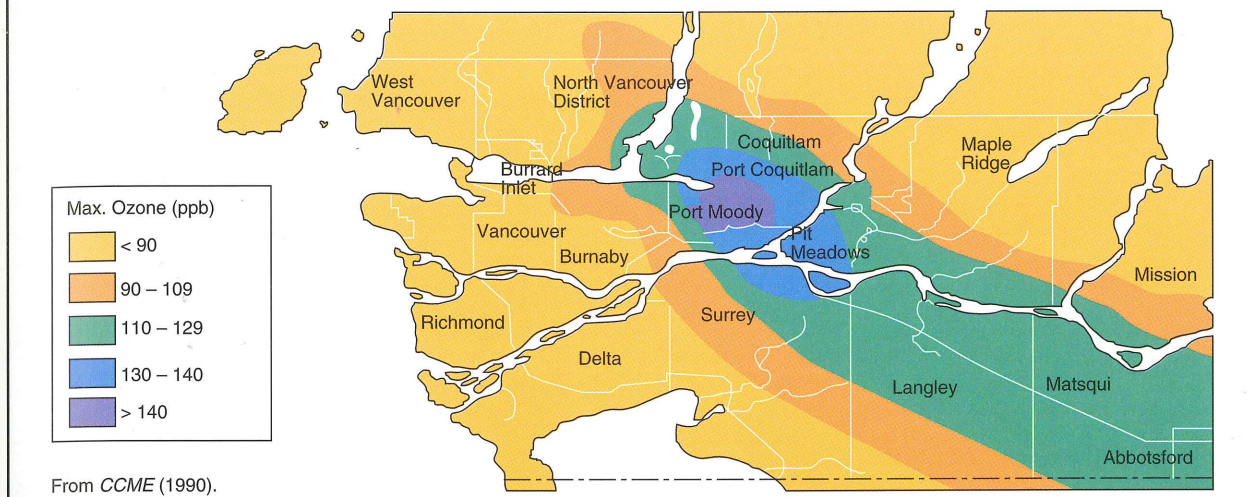 Max. Ozone (ppb)
< 90
90 – 109
110 – 129
130 – 140
> 140
From CCME (1990).
West
Vancouver
North Vancouver
District
Burrard
Inlet
Coquitlam
Port Coquitlam
Maple
Ridge
Port Moody
Vancouver
Burnaby
Pit
Meadows
Mission
Richmond
Surrey
Delta
Langley
Matsqui
Abbotsford